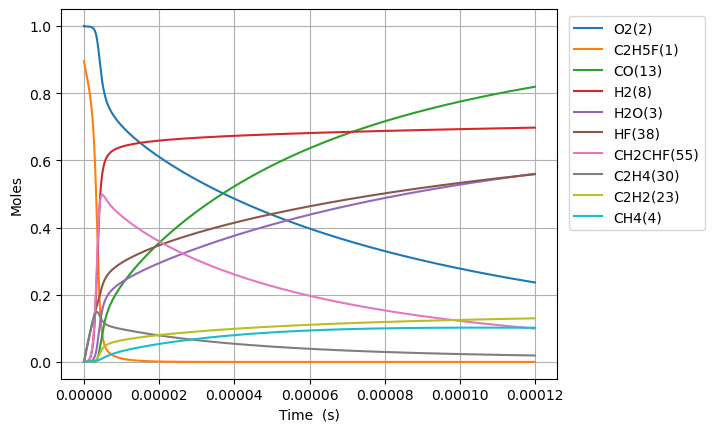 1.0
0.8
0.6
0.4
0.2
0.0
Moles
0.00000 0.00002 0.00004 0.00006 0.00008 0.00010 0.00012
Time  (s)
O2(2)
C2H5F(1)
CO(13)
H2(8)
H2O(3)
HF(38)
CH2CHF(55)
C2H4(30)
C2H2(23)
CH4(4)